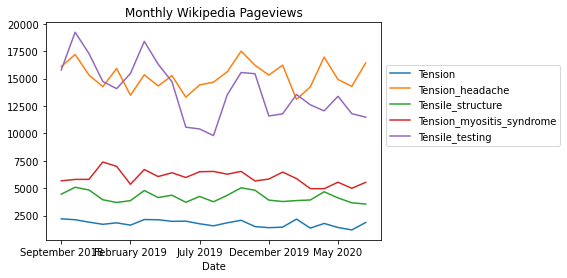 Monthly Wikipedia Pageviews
20000
17500
15000
12500
10000
7500
5000
2500
Tension
Tension_headache
Tensile_structure
Tension_myositis_syndrome
Tensile_testing
September 2018 February 2019 July 2019 December 2019 May 2020
Date